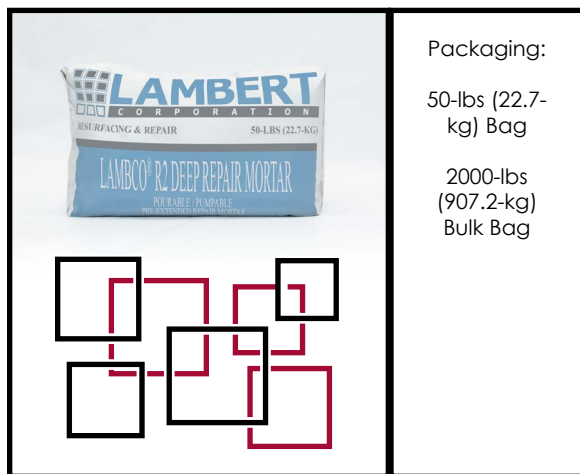 LAMBERT
CORPORATION
RESURFACING & REPAIR 50-LBS (22.7-KG)
LAMBCO® R2 DEEP REPAIR MORTAR
POURABLE / PUMPABLE
PRE-EXTENDED REPAIR MORTAR
Packaging:
50-lbs (22.7-
kg) Bag
2000-lbs
(907.2-kg)
Bulk Bag